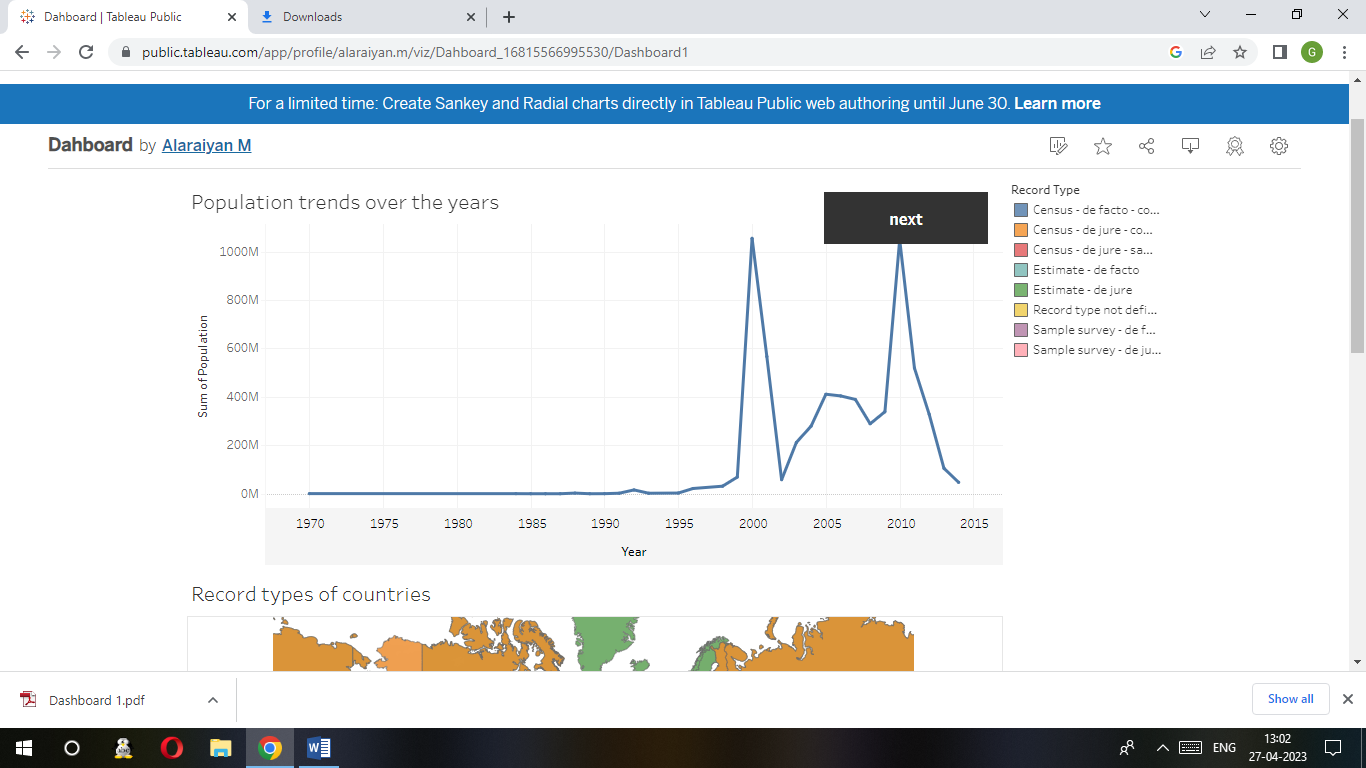 Dahboard | Tableau Public
Downloads
public.tableau.com/app/profile/alaraiyan.m/viz/Dahboard_16815566995530/Dashboard1
G
For a limited time: Create Sankey and Radial charts directly in Tableau Public web authoring until June 30. Learn more
Dahboard by Alaraiyan M
Population trends over the years
next
Record Type
Census - de facto - co...
Census - de jure - co...
Census - de jure - sa...
Estimate - de facto
Estimate - de jure
Record type not defi...
Sample survey - de f...
Sample survey - de ju...
Sum of Population
1000M
800M
600M
400M
200M
0M
1970 1975 1980 1985 1990 1995 2000 2005 2010 2015
Year
Record types of countries
Dashboard 1.pdf
Show all
ENG
13:02
27-04-2023